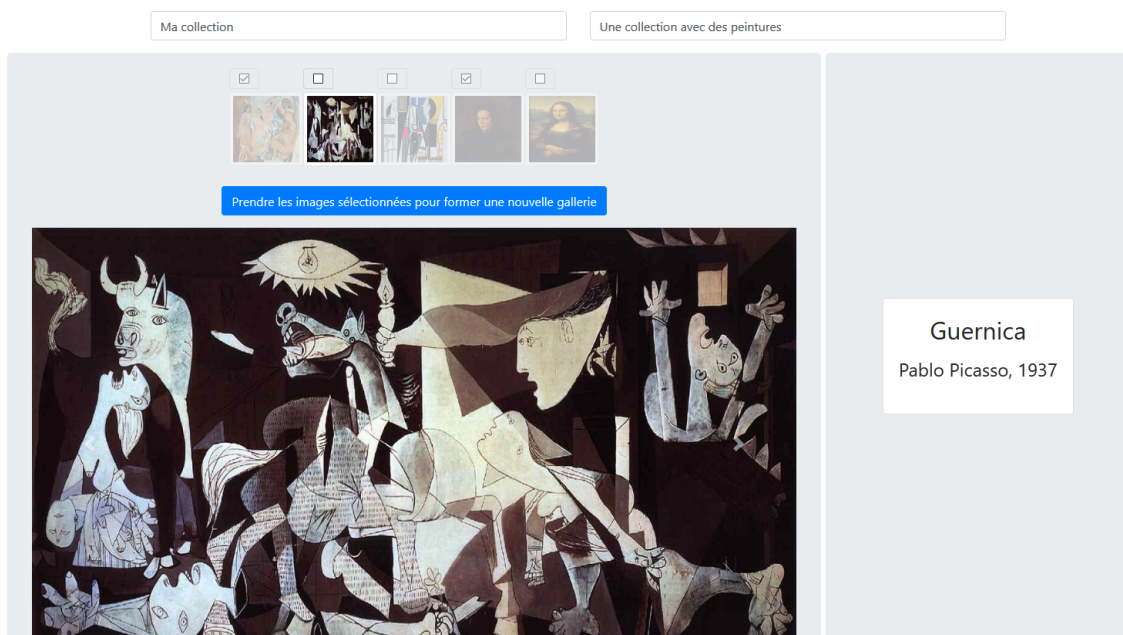 Ma collection
Une collection avec des peintures
Prendre les images sélectionnées pour former une nouvelle gallerie
Guernica
Pablo Picasso, 1937